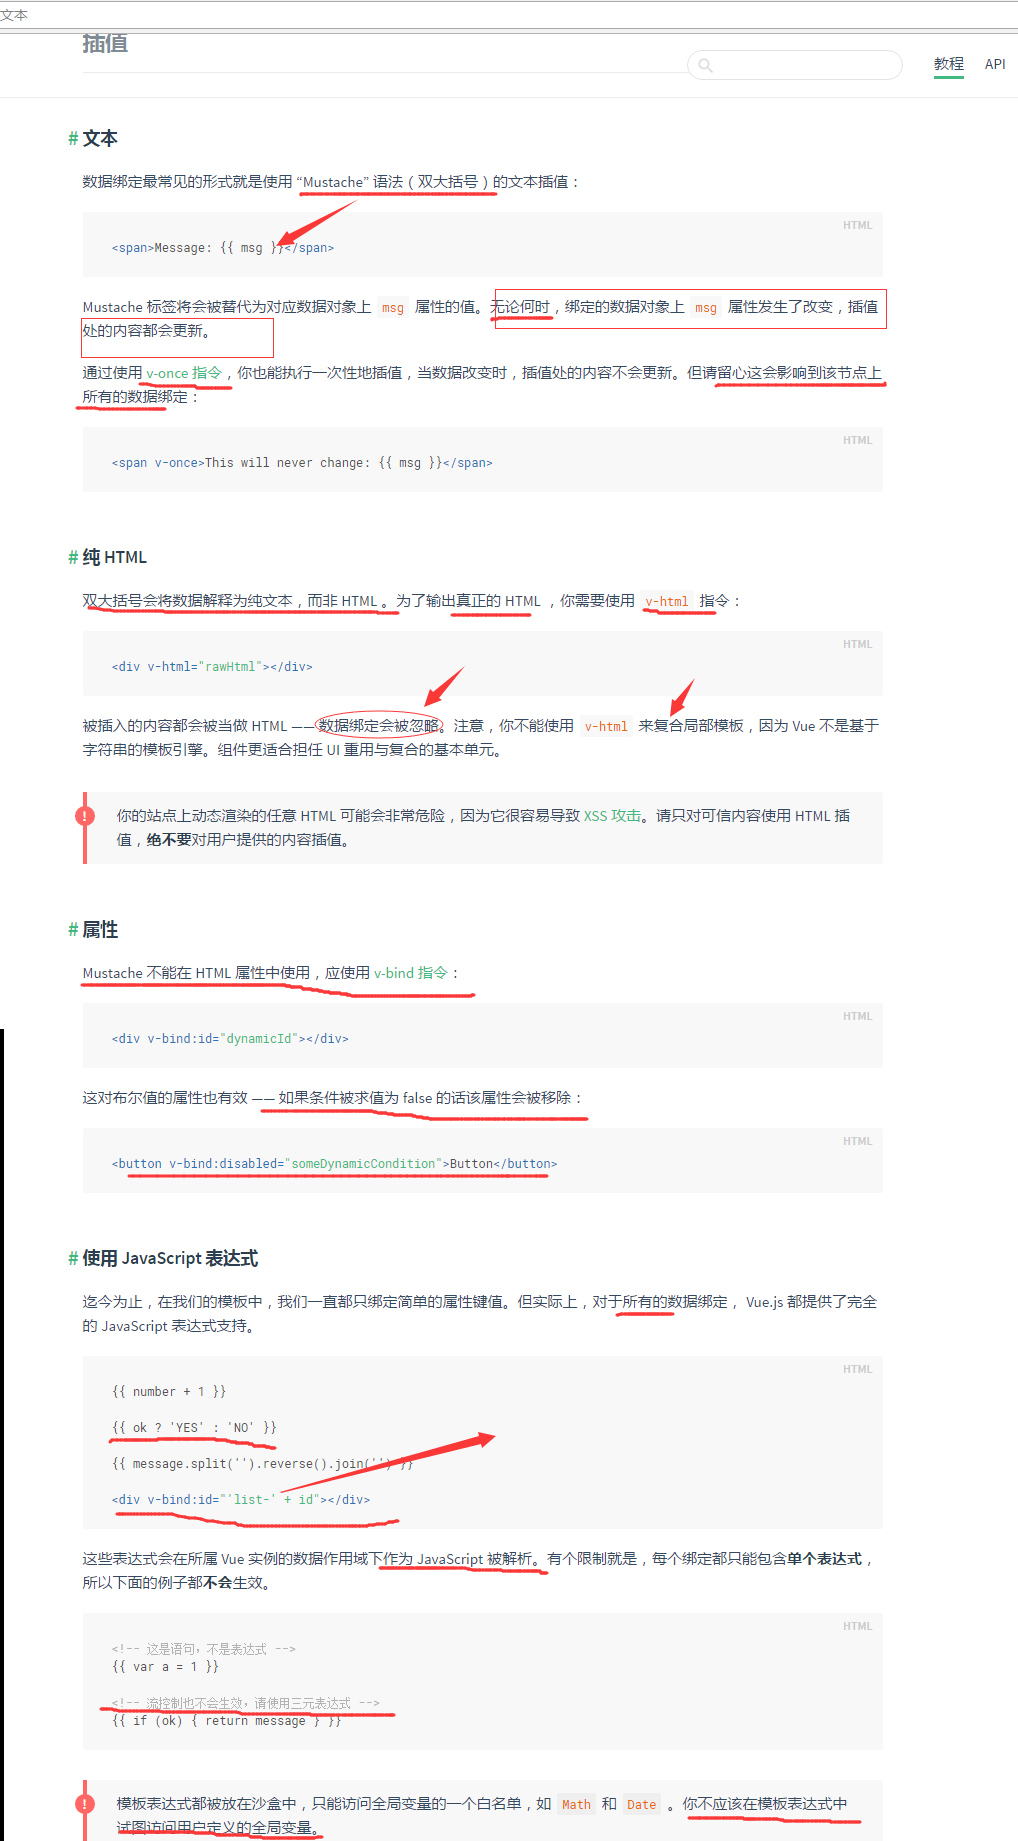 文本
插值
教程 API
# 文本
数据绑定最常见的形式就是使用 “Mustache” 语法（双大括号）的文本插值：
HTML
<span>Message: {{ msg }}</span>
Mustache 标签将会被替代为对应数据对象上 msg 属性的值。无论何时，绑定的数据对象上 msg 属性发生了改变，插值
处的内容都会更新。
通过使用 v-once 指令，你也能执行一次性地插值，当数据改变时，插值处的内容不会更新。但请留心这会影响到该节点上
所有的数据绑定：
HTML
<span v-once>This will never change: {{ msg }}</span>
# 纯 HTML
双大括号会将数据解释为纯文本，而非 HTML 。为了输出真正的 HTML ，你需要使用 v-html 指令：
HTML
<div v-html="rawHtml"></div>
被插入的内容都会被当做 HTML —— 数据绑定会被忽略。注意，你不能使用 v-html 来复合局部模板，因为 Vue 不是基于
字符串的模板引擎。组件更适合担任 UI 重用与复合的基本单元。
! 你的站点上动态渲染的任意 HTML 可能会非常危险，因为它很容易导致 XSS 攻击。请只对可信内容使用 HTML 插
值，绝不要对用户提供的内容插值。
# 属性
Mustache 不能在 HTML 属性中使用，应使用 v-bind 指令：
HTML
<div v-bind:id="dynamicId"></div>
这对布尔值的属性也有效 —— 如果条件被求值为 false 的话该属性会被移除：
HTML
<button v-bind:disabled="someDynamicCondition">Button</button>
# 使用 JavaScript 表达式
迄今为止，在我们的模板中，我们一直都只绑定简单的属性键值。但实际上，对于所有的数据绑定， Vue.js 都提供了完全
的 JavaScript 表达式支持。
HTML
{{ number + 1 }}
{{ ok ? 'YES' : 'NO' }}
{{ message.split('').reverse().join('') }}
<div v-bind:id="'list-' + id"></div>
这些表达式会在所属 Vue 实例的数据作用域下作为 JavaScript 被解析。有个限制就是，每个绑定都只能包含单个表达式，
所以下面的例子都不会生效。
HTML
<!-- 这是语句，不是表达式 -->
{{ var a = 1 }}
<!-- 流控制也不会生效，请使用三元表达式 -->
{{ if (ok) { return message } }}
! 模板表达式都被放在沙盒中，只能访问全局变量的一个白名单，如 Math 和 Date 。你不应该在模板表达式中
试图访问用户定义的全局变量。